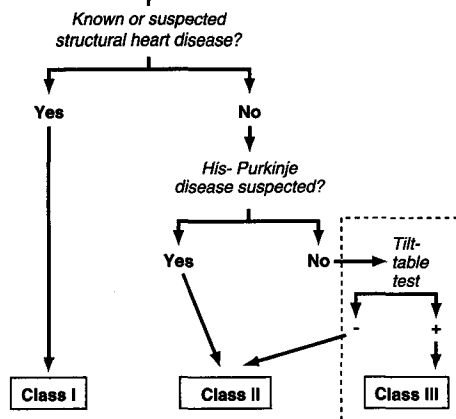 Known or suspected
structural heart disease?
Yes
No
His- Purkinje
disease suspected?
Yes
No
Tilt-
table
test
-
+
Class I
Class II
Class III